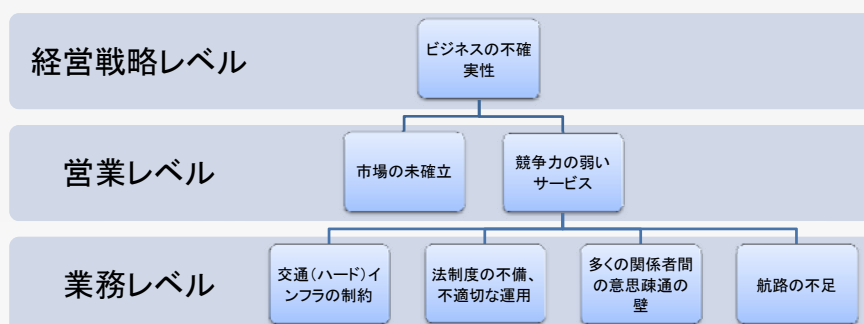 経営戦略レベル
ビジネスの不確
実性
営業レベル
市場の未確立
競争力の弱い
サービス
業務レベル
交通(ハード)イ
ンフラの制約
法制度の不備、
不適切な運用
多くの関係者間
の意思疎通の
壁
航路の不足